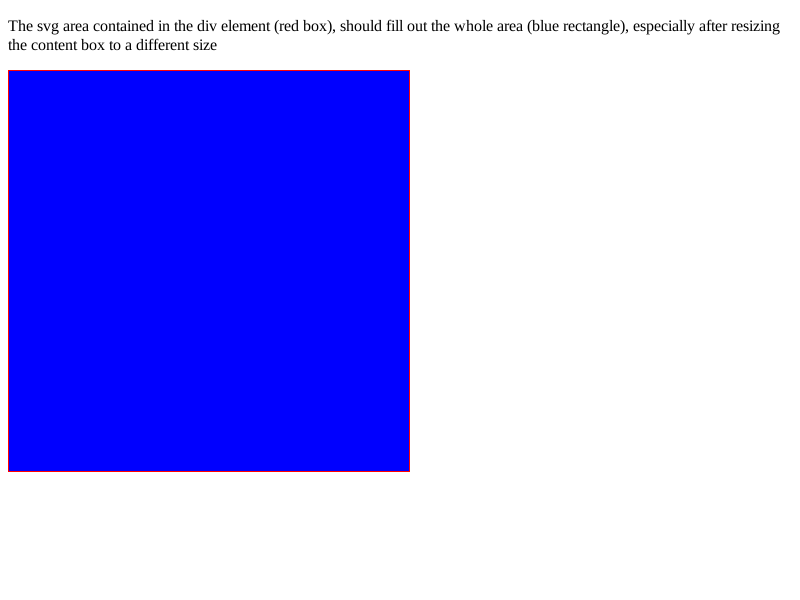 The svg area contained in the div element (red box), should fill out the whole area (blue rectangle), especially after resizing
the content box to a different size